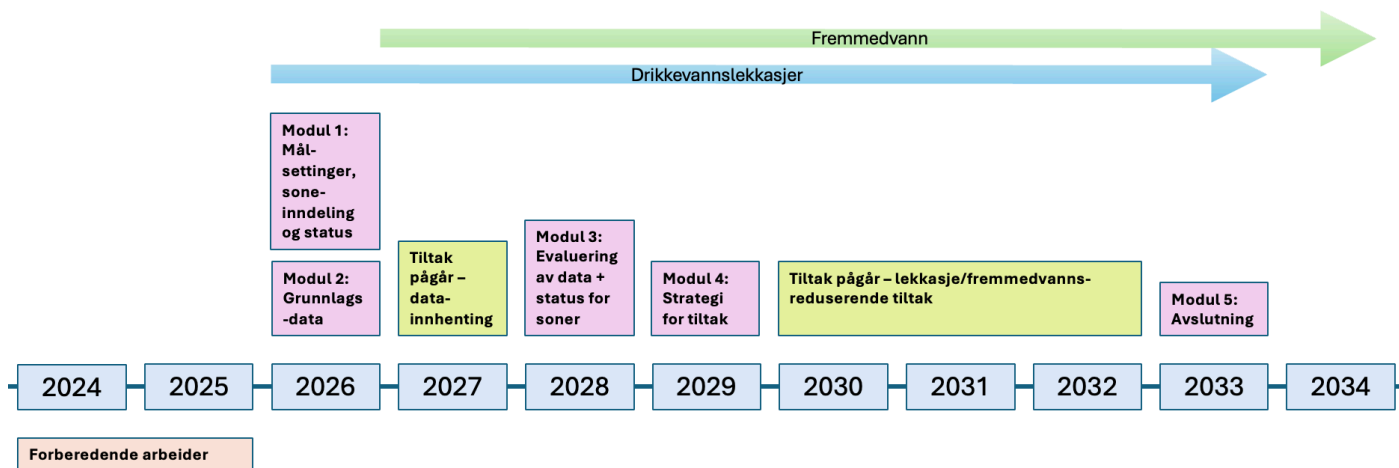 Fremmedvann
Drikkevannslekkasjer
Modul 1:
Mål-
settinger,
sone-
inndeling
og status
Modul 2:
Grunnlags
-data
Tiltak
pågår –
data-
innhenting
Modul 3:
Evaluering
av data +
status for
soner
Modul 4:
Strategi
for tiltak
Tiltak pågår – lekkasje/fremmedvanns-
reduserende tiltak
Modul 5:
Avslutning
2024
2025
2026
2027
2028
2029
2030
2031
2032
2033
2034
Forberedende arbeider